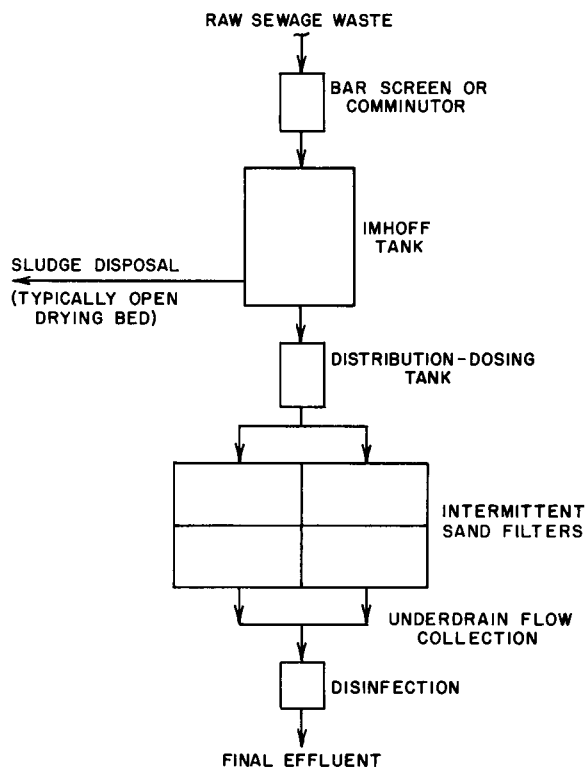 RAW SEWAGE WASTE
BAR SCREEN OR
COMMINUTOR
IMHOFF
TANK
SLUDGE DISPOSAL
(TYPICALLY OPEN
DRYING BED)
DISTRIBUTION-DOSING
TANK
INTERMITTENT
SAND FILTERS
UNDERDRAIN FLOW
COLLECTION
DISINFECTION
FINAL EFFLUENT